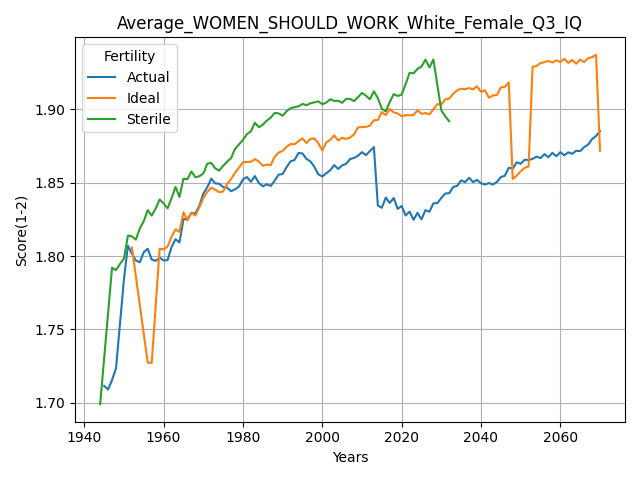 Average_WOMEN_SHOULD_WORK_White_Female_Q3_IQ
Fertility
Actual
Ideal
Sterile
Score(1-2)
1.90
1.85
1.80
1.75
1.70
1940 1960 1980 2000 2020 2040 2060
Years